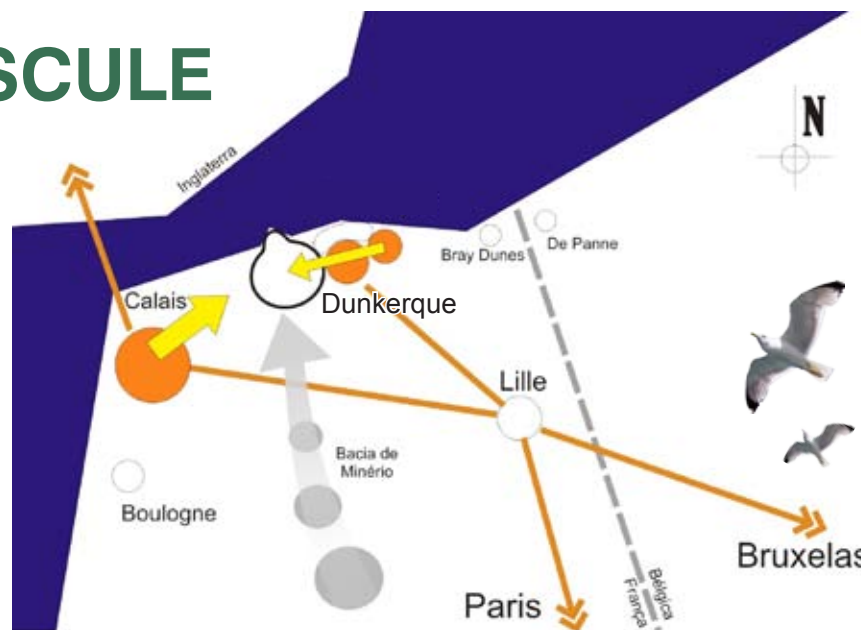 SCULE
N
Inglaterra
Bray Dunes
De Panne
Calais
Dunkerque
Lille
Bacia de
Minério
Boulogne
Bruxelas
Paris
Bélgica
França